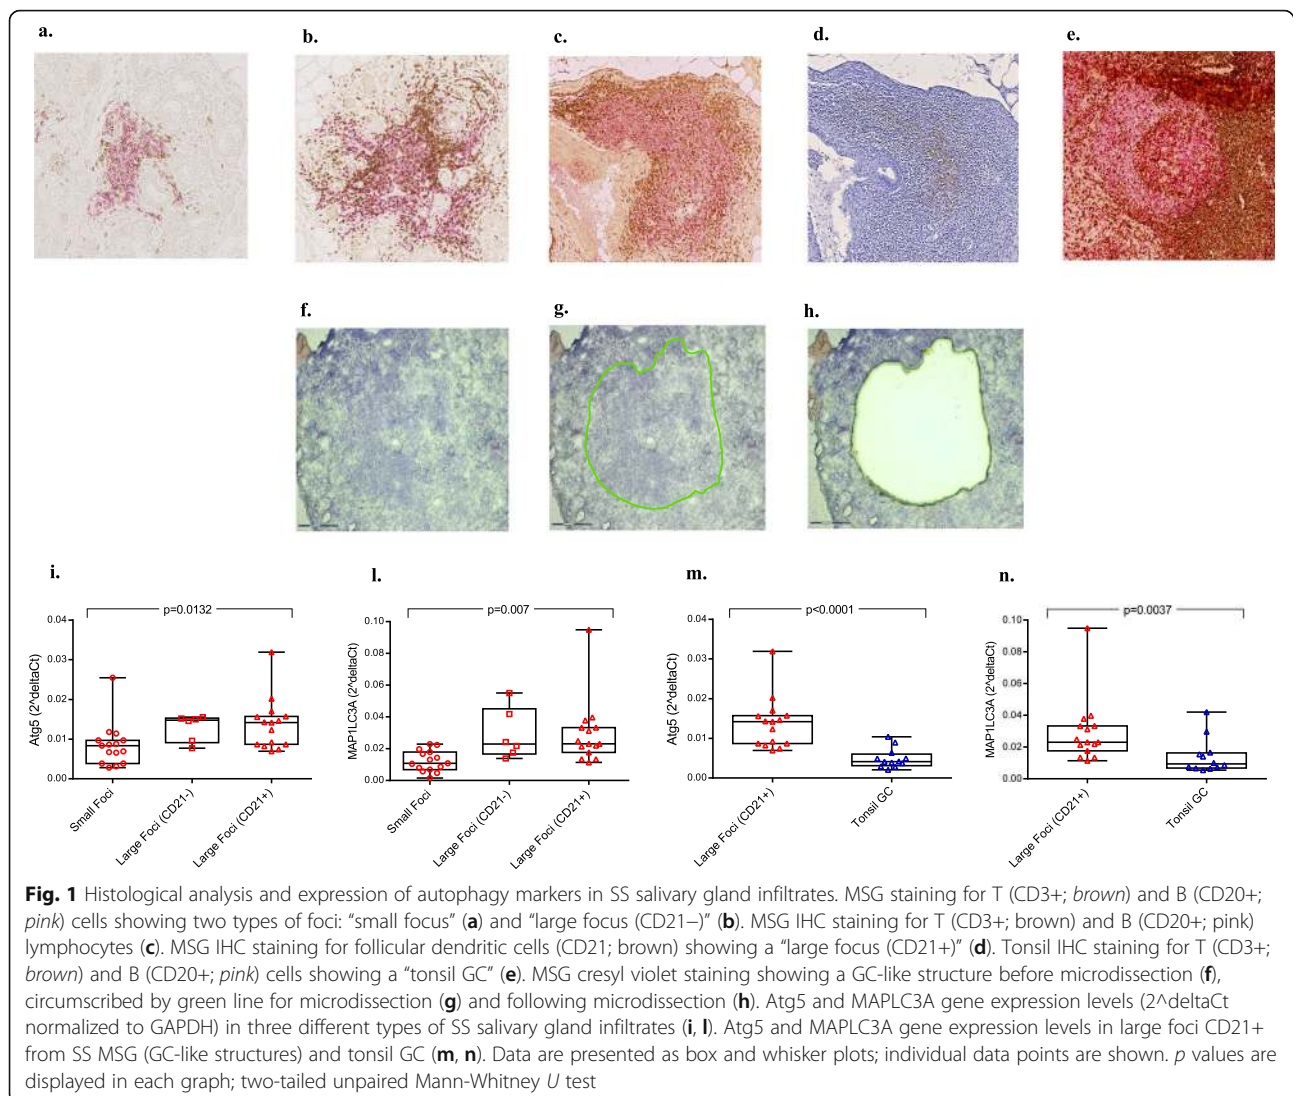 a.
b.
c.
d.
e.
f.
g.
h.
i.
p=0.0132
0.04
0.03
0.02
0.01
0.00
Atg5 (2^deltaCt)
Small Foci
Large Foci (CD21-)
Large Foci (CD21+)
l.
p=0.007
0.10
0.08
0.06
0.04
0.02
0.00
MAP1LC3A (2^deltaCt)
Small Foci
Large Foci (CD21-)
Large Foci (CD21+)
m.
p<0.0001
0.04
0.03
0.02
0.01
0.00
Atg5 (2^deltaCt)
Large Foci (CD21+)
Tonsil GC
n.
p=0.0037
0.10
0.08
0.06
0.04
0.02
0.00
MAP1LC3A (2^deltaCt)
Large Foci (CD21+)
Tonsil GC
Fig. 1 Histological analysis and expression of autophagy markers in SS salivary gland infiltrates. MSG staining for T (CD3+; brown) and B (CD20+;
pink) cells showing two types of foci: “small focus” (a) and “large focus (CD21−)” (b). MSG IHC staining for T (CD3+; brown) and B (CD20+; pink)
lymphocytes (c). MSG IHC staining for follicular dendritic cells (CD21; brown) showing a “large focus (CD21+)” (d). Tonsil IHC staining for T (CD3+;
brown) and B (CD20+; pink) cells showing a “tonsil GC” (e). MSG cresyl violet staining showing a GC-like structure before microdissection (f),
circumscribed by green line for microdissection (g) and following microdissection (h). Atg5 and MAPLC3A gene expression levels (2^deltaCt
normalized to GAPDH) in three different types of SS salivary gland infiltrates (i, l). Atg5 and MAPLC3A gene expression levels in large foci CD21+
from SS MSG (GC-like structures) and tonsil GC (m, n). Data are presented as box and whisker plots; individual data points are shown. p values are
displayed in each graph; two-tailed unpaired Mann-Whitney U test